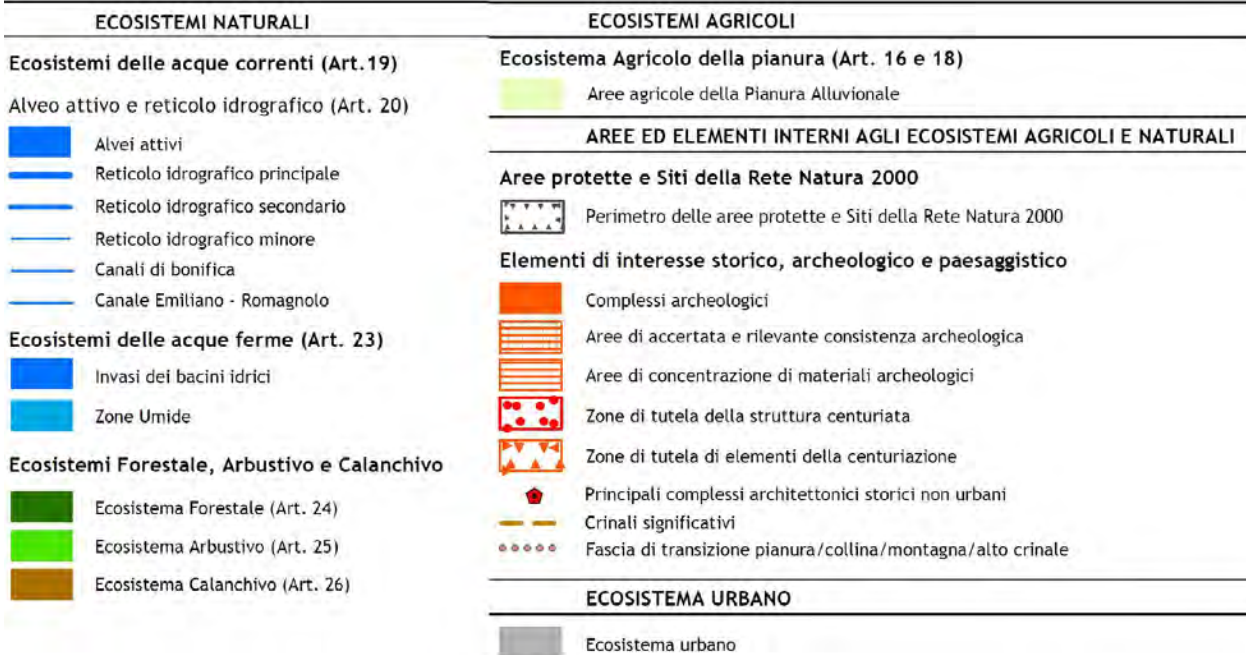 ECOSISTEMI NATURALI
Ecosistemi delle acque correnti (Art.19)
Alveo attivo e reticolo idrografico (Art. 20)
Alvei attivi
Reticolo idrografico principale
Reticolo idrografico secondario
Reticolo idrografico minore
Canali di bonifica
Canale Emiliano - Romagnolo
Ecosistemi delle acque ferme (Art. 23)
Invasi dei bacini idrici
Zone Umide
Ecosistemi Forestale, Arbustivo e Calanchivo
Ecosistema Forestale (Art. 24)
Ecosistema Arbustivo (Art. 25)
Ecosistema Calanchivo (Art. 26)
ECOSISTEMI AGRICOLI
Ecosistema Agricolo della pianura (Art. 16 e 18)
Aree agricole della Pianura Alluvionale
AREE ED ELEMENTI INTERNI AGLI ECOSISTEMI AGRICOLI E NATURALI
Aree protette e Siti della Rete Natura 2000
Perimetro delle aree protette e Siti della Rete Natura 2000
Elementi di interesse storico, archeologico e paesaggistico
Complessi archeologici
Aree di accertata e rilevante consistenza archeologica
Aree di concentrazione di materiali archeologici
Zone di tutela della struttura centuriata
Zone di tutela di elementi della centuriazione
Principali complessi architettonici storici non urbani
Crinali significativi
Fascia di transizione pianura/collina/montagna/alto crinale
ECOSISTEMA URBANO
Ecosistema urbano